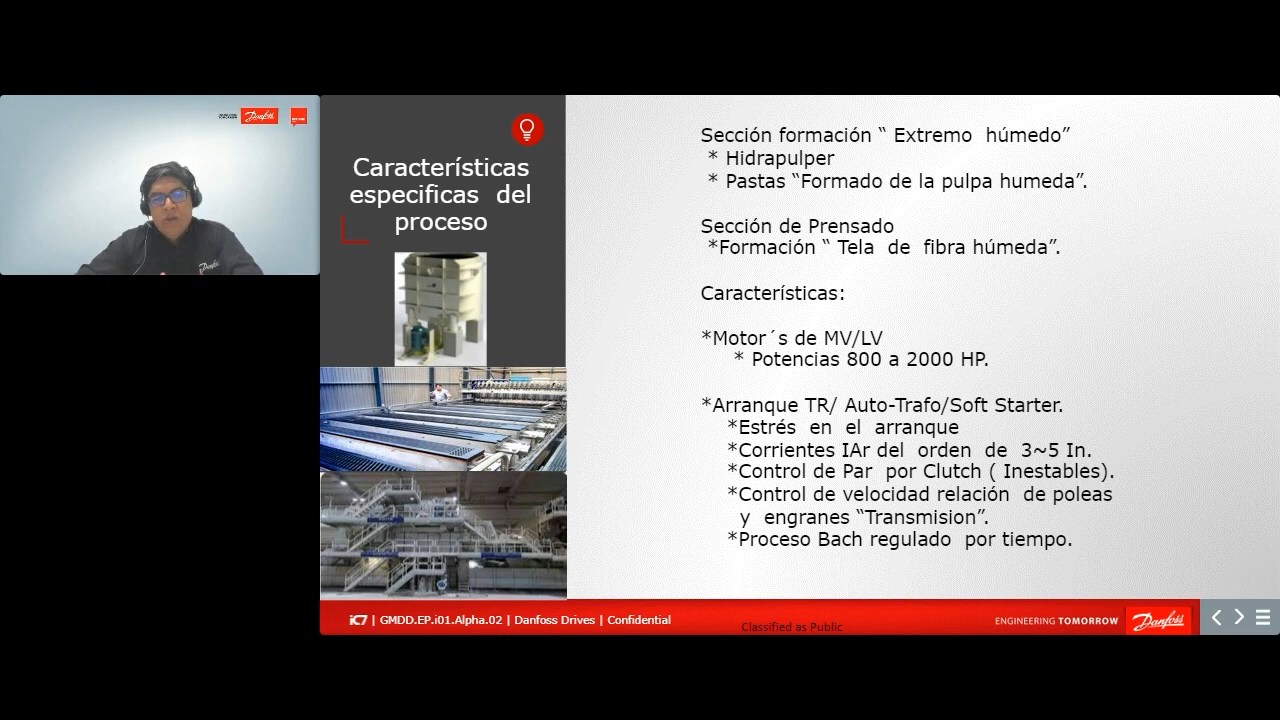 Danfoss
Características
especificas del
proceso
Sección formación “ Extremo húmedo”
* Hidrapulper
* Pastas “Formado de la pulpa humeda”.
Sección de Prensado
*Formación “ Tela de fibra húmeda”.
Características:
*Motor´s de MV/LV
* Potencias 800 a 2000 HP.
*Arranque TR/ Auto-Trafo/Soft Starter.
*Estrés en el arranque
*Corrientes IAr del orden de 3~5 In.
*Control de Par por Clutch ( Inestables).
*Control de velocidad relación de poleas
y engranes “Transmision”.
*Proceso Bach regulado por tiempo.
iC7 | GMDD.EP.i01.Alpha.02 | Danfoss Drives | Confidential
Classified as Public
ENGINEERING TOMORROW
Danfoss